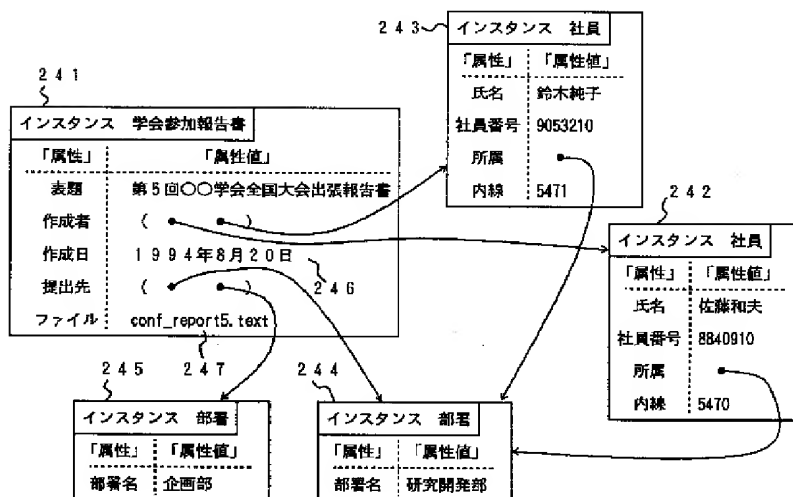 241
インスタンス 学会参加報告書
「属性」 「属性値」
表題 第5回○○学会全国大会出張報告書
作成者 ( )
作成日 1994年8月20日
提出先 ( )
ファイル conf_report5.text
246
247
243
インスタンス 社員
「属性」 「属性値」
氏名 鈴木純子
社員番号 9053210
所属
内線 5471
242
インスタンス 社員
「属性」 「属性値」
氏名 佐藤和夫
社員番号 8840910
所属
内線 5470
245
インスタンス 部署
「属性」 「属性値」
部署名 企画部
244
インスタンス 部署
「属性」 「属性値」
部署名 研究開発部